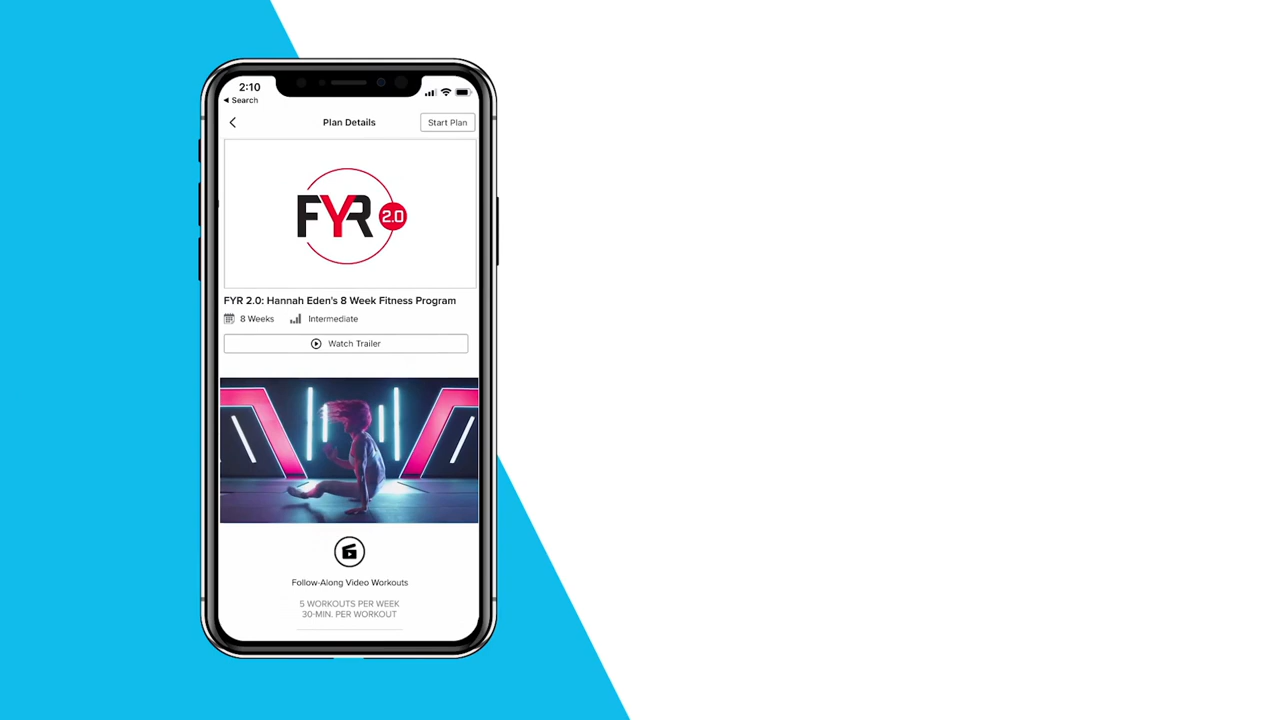 2:10
Search
Plan Details
Start Plan
FYR 2.0
FYR 2.0: Hannah Eden's 8 Week Fitness Program
8 Weeks
Intermediate
Watch Trailer
Follow-Along Video Workouts
5 WORKOUTS PER WEEK
30-MIN. PER WORKOUT